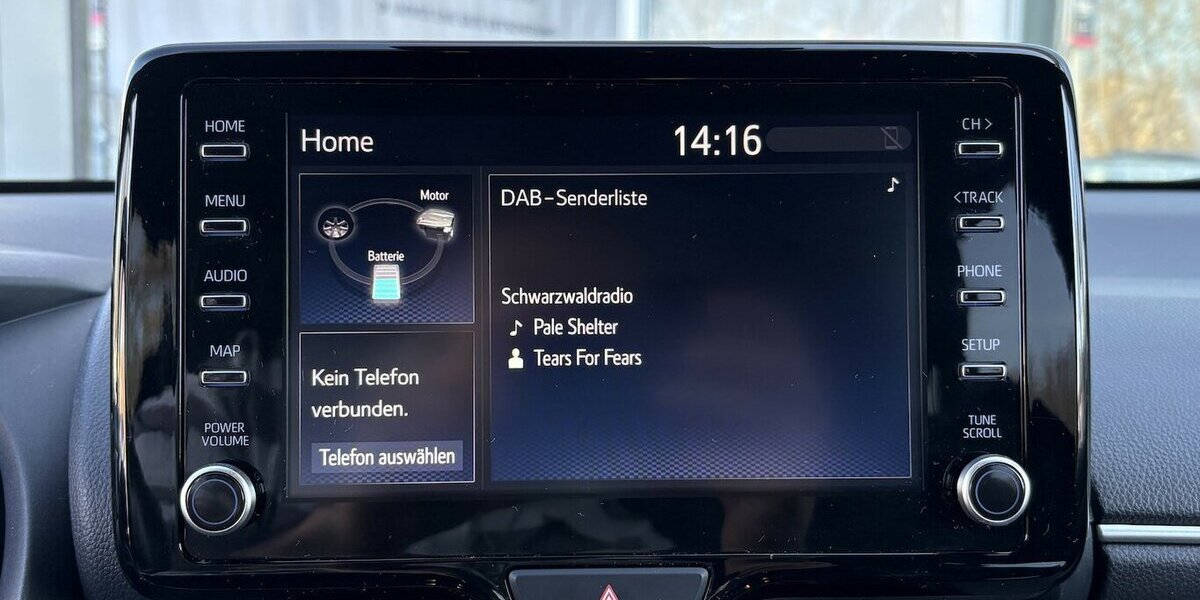 HOME
MENU
AUDIO
MAP
POWER
VOLUME
Home
14:16
Motor
Batterie
Kein Telefon
verbunden.
Telefon auswählen
DAB-Senderliste
Schwarzwaldradio
Pale Shelter
Tears For Fears
CH >
<TRACK
PHONE
SETUP
TUNE
SCROLL